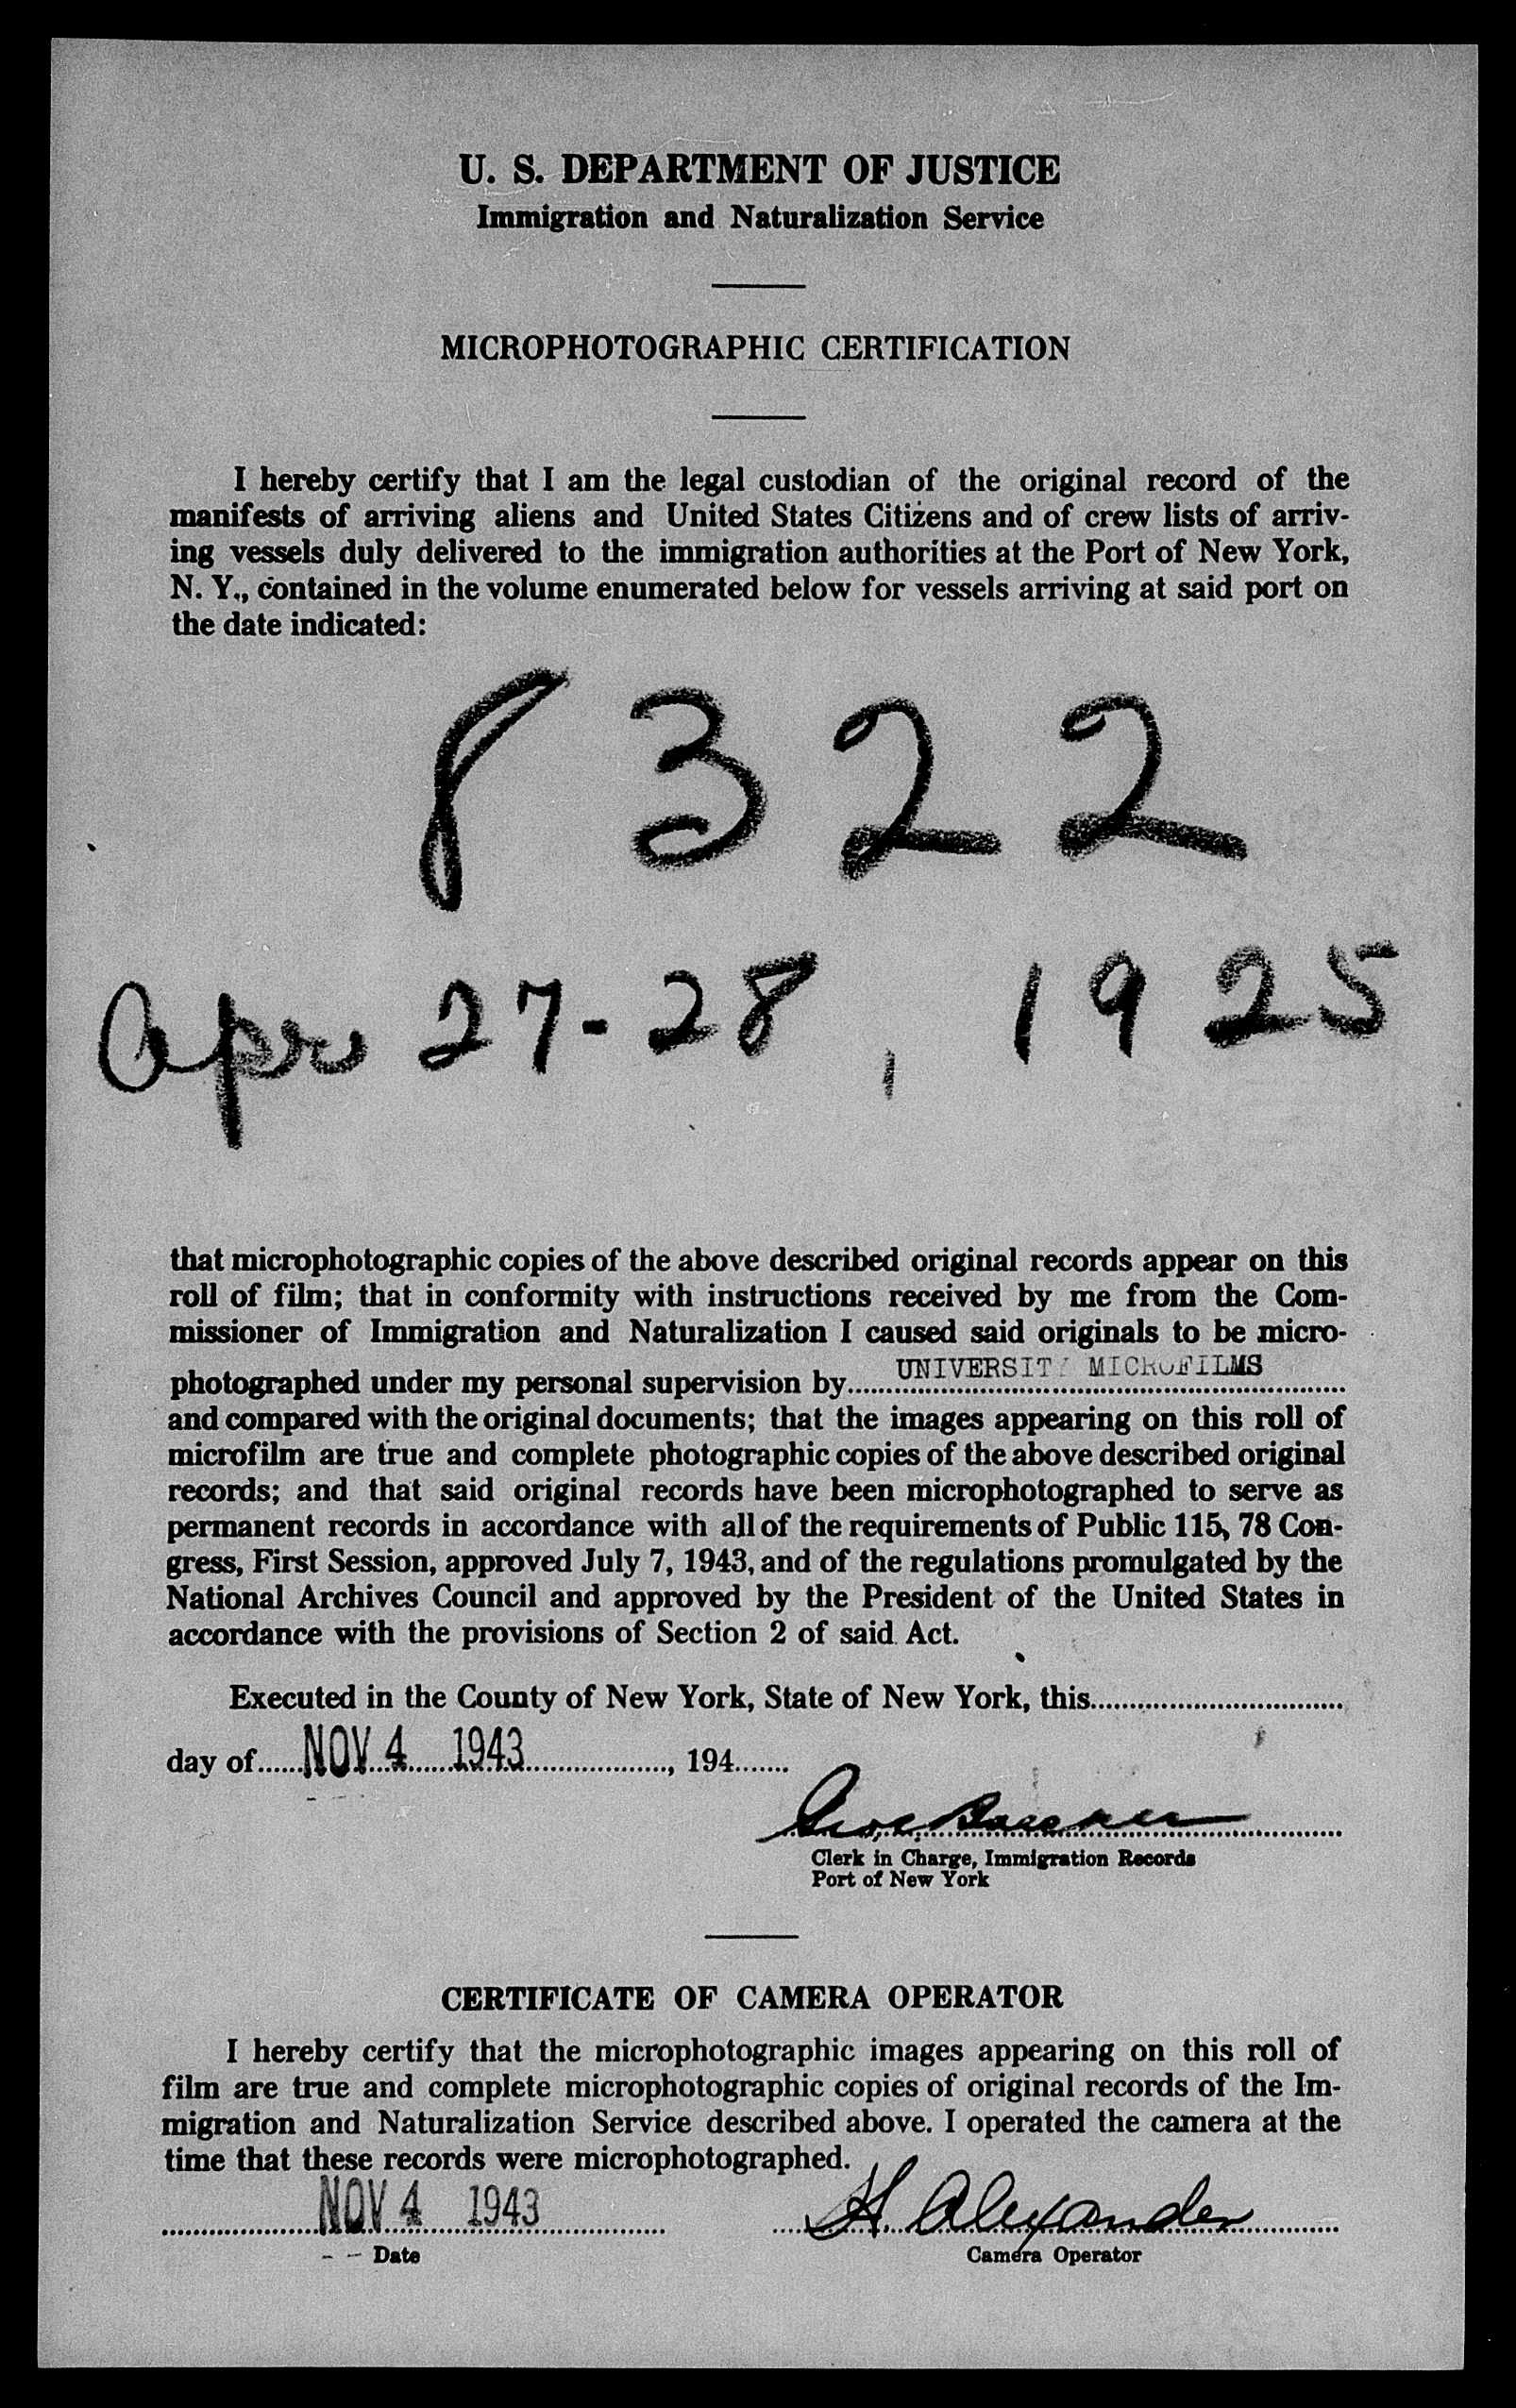 U. S. DEPARTMENT OF JUSTICE
Immigration and Naturalization Service
MICROPHOTOGRAPHIC CERTIFICATION
I hereby certify that I am the legal custodian of the original record of the
manifests of arriving aliens and United States Citizens and of crew lists of arriv-
ing vessels duly delivered to the immigration authorities at the Port of New York,
N. Y., contained in the volume enumerated below for vessels arriving at said port on
the date indicated:
8322
Apr 27-28, 1925
that microphotographic copies of the above described original records appear on this
roll of film; that in conformity with instructions received by me from the Com-
missioner of Immigration and Naturalization I caused said originals to be micro-
photographed under my personal supervision by UNIVERSITY MICROFILMS
and compared with the original documents; that the images appearing on this roll of
microfilm are true and complete photographic copies of the above described original
records; and that said original records have been microphotographed to serve as
permanent records in accordance with all of the requirements of Public 115, 78 Con-
gress, First Session, approved July 7, 1943, and of the regulations promulgated by the
National Archives Council and approved by the President of the United States in
accordance with the provisions of Section 2 of said Act.
Executed in the County of New York, State of New York, this
day of NOV 4 1943, 194
Clerk in Charge, Immigration Records
Port of New York
CERTIFICATE OF CAMERA OPERATOR
I hereby certify that the microphotographic images appearing on this roll of
film are true and complete microphotographic copies of original records of the Im-
migration and Naturalization Service described above. I operated the camera at the
time that these records were microphotographed.
NOV 4 1943 H. Alexander
Date Camera Operator